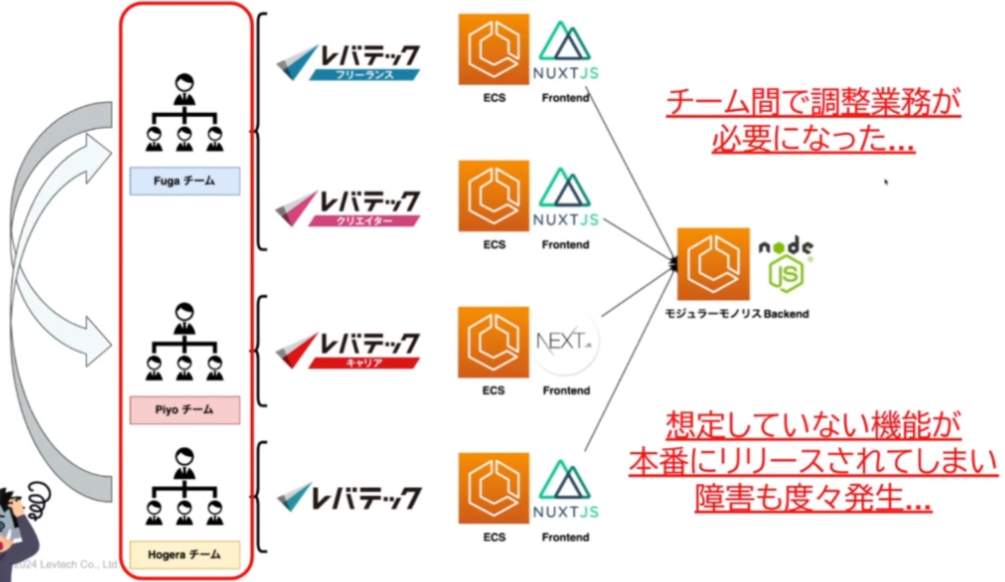 レバテック
フリーランス
NUXTJS
ECS
Frontend
チーム間で調整業務が
必要になった...
Fuga チーム
レバテック
クリエイター
NUXTJS
ECS
Frontend
node
JS
モジュラーモノリス Backend
レバテック
キャリア
NEXT.JS
ECS
Frontend
Piyo チーム
想定していない機能が
本番にリリースされてしまい
障害も度々発生...
レバテック
NUXTJS
ECS
Frontend
Hogera チーム
2024 Levtech Co., Ltd.